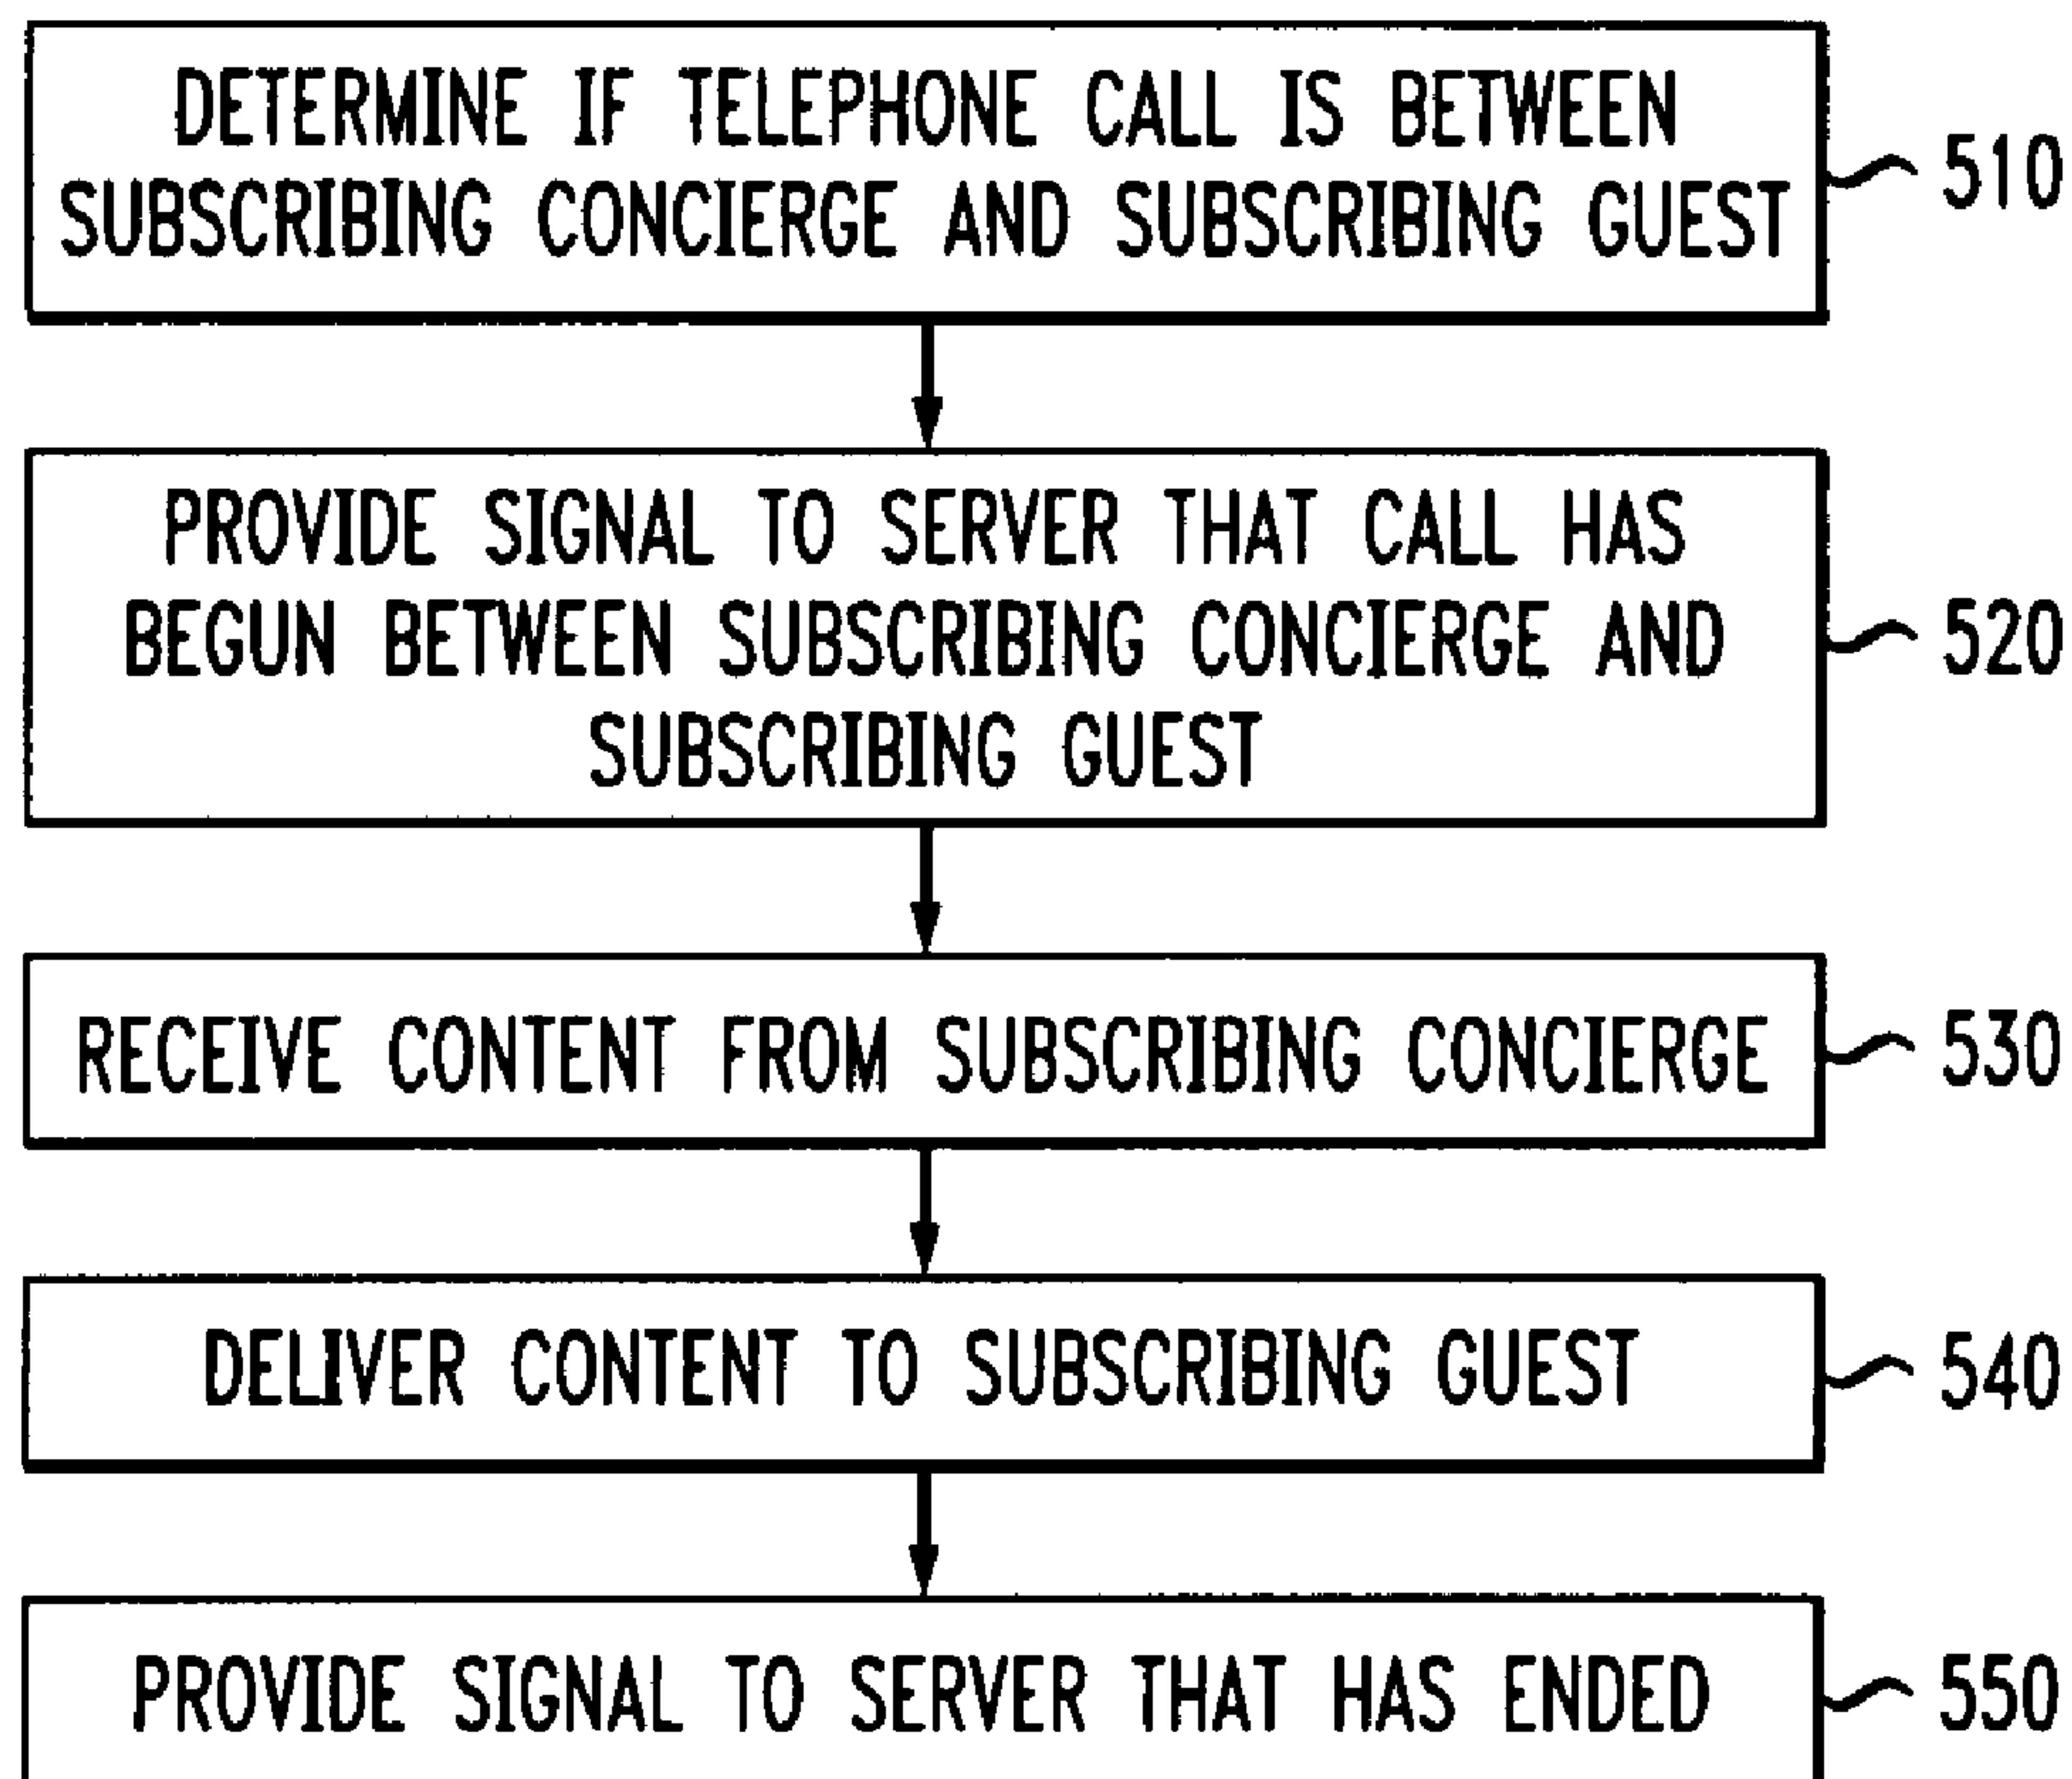 DETERMINE IF TELEPHONE CALL IS BETWEEN
SUBSCRIBING CONCIERGE AND SUBSCRIBING GUEST
510
PROVIDE SIGNAL TO SERVER THAT CALL HAS
BEGUN BETWEEN SUBSCRIBING CONCIERGE AND
SUBSCRIBING GUEST
520
RECEIVE CONTENT FROM SUBSCRIBING CONCIERGE
530
DELIVER CONTENT TO SUBSCRIBING GUEST
540
PROVIDE SIGNAL TO SERVER THAT HAS ENDED
550